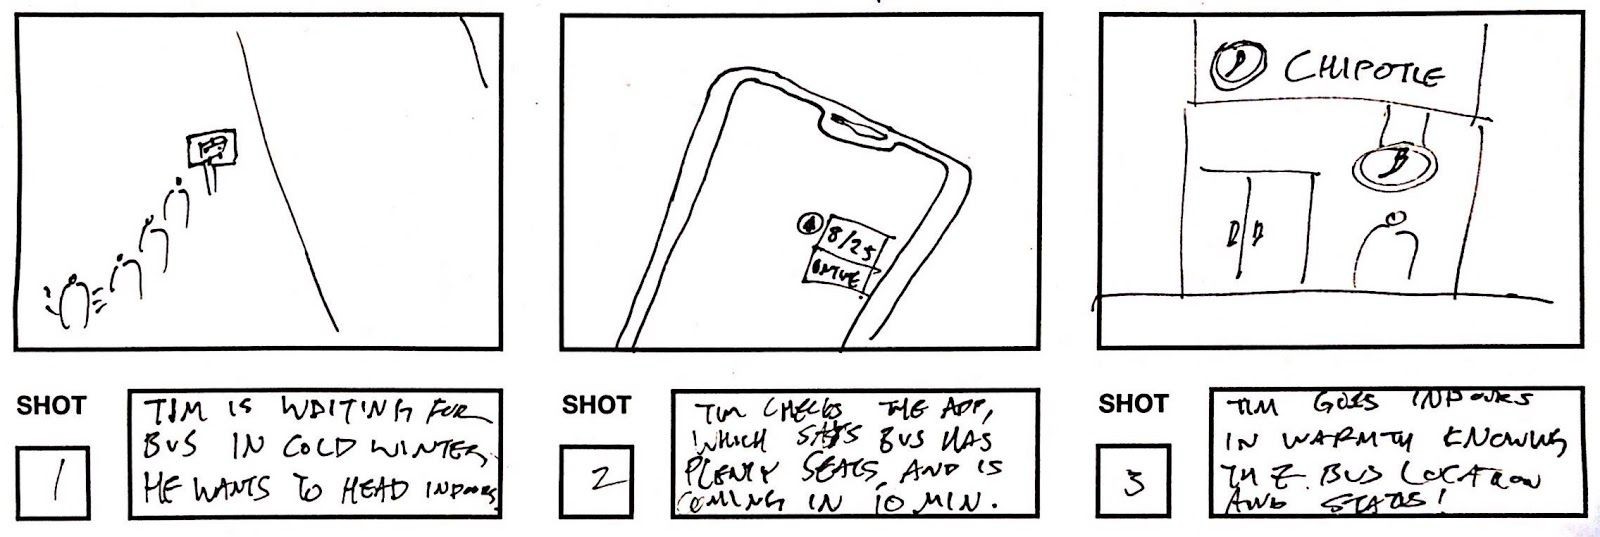 CHIPOTLE
B
8/25
ONTIME
SHOT
1
TIM IS WAITING FOR
BUS IN COLD WINTER,
HE WANTS TO HEAD INDOORS
SHOT
2
TIM CHECKS THE APP,
WHICH SAYS BUS HAS
PLENTY SEATS, AND IS
COMING IN 10 MIN.
SHOT
3
TIM GOES INDOORS
IN WARMTH KNOWING
THE BUS LOCATION
AND STATUS!